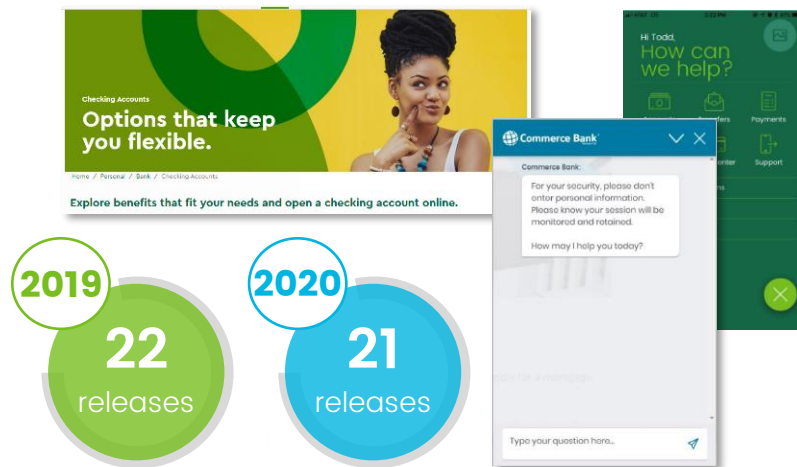 Checking Accounts
Options that keep
you flexible.
Home / Personal / Bank / Checking Accounts
Explore benefits that fit your needs and open a checking account online.
3:22 PM
Hi Todd,
How can
we help?
Payments
Support
Commerce Bank
Commerce Bank:
For your security, please don't
enter personal information.
Please know your session will be
monitored and retained.
How may I help you today?
Type your question here...
2019
22
releases
2020
21
releases